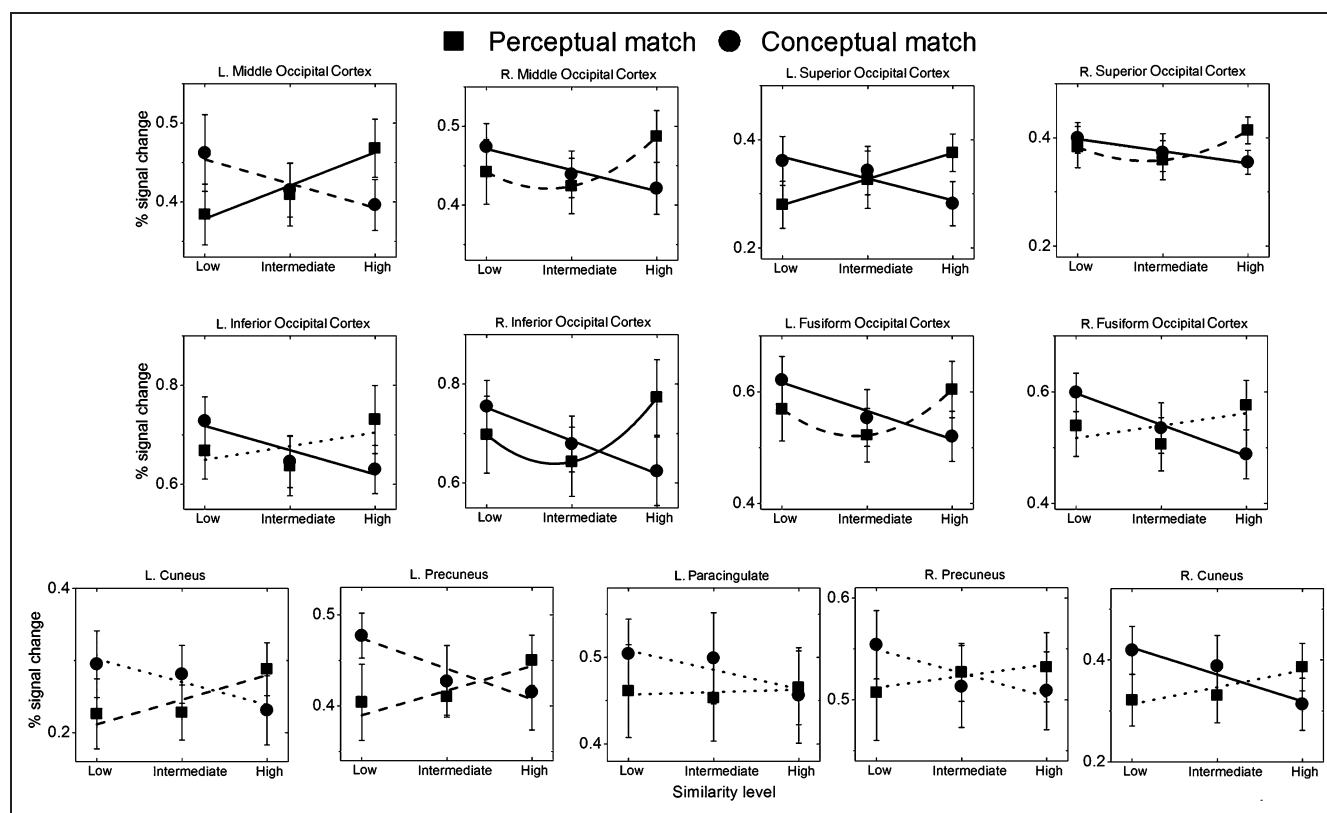 Perceptual match Conceptual match
L. Middle Occipital Cortex R. Middle Occipital Cortex L. Superior Occipital Cortex R. Superior Occipital Cortex
% signal change
0.5
0.4
Low Intermediate High
0.5
0.4
Low Intermediate High
0.4
0.2
Low Intermediate High
0.4
0.2
Low Intermediate High
L. Inferior Occipital Cortex R. Inferior Occipital Cortex L. Fusiform Occipital Cortex R. Fusiform Occipital Cortex
% signal change
0.8
0.6
Low Intermediate High
0.8
0.6
Low Intermediate High
0.6
0.4
Low Intermediate High
0.6
0.4
Low Intermediate High
L. Cuneus L. Precuneus L. Paracingulate R. Precuneus R. Cuneus
% signal change
0.4
0.2
Low Intermediate High
0.5
0.4
Low Intermediate High
0.5
0.4
Low Intermediate High
0.6
0.5
Low Intermediate High
0.4
0.2
Low Intermediate High
Similarity level